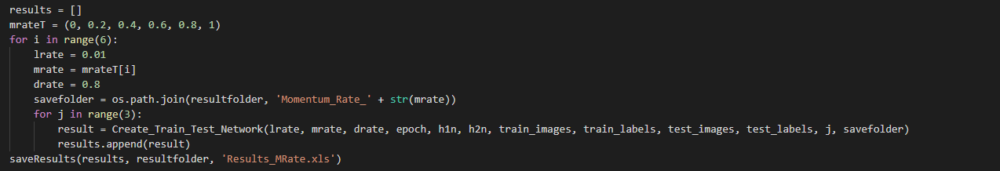 results = []
mrateT = (0, 0.2, 0.4, 0.6, 0.8, 1)
for i in range(6):
    lrate = 0.01
    mrate = mrateT[i]
    drate = 0.8
    savefolder = os.path.join(resultfolder, 'Momentum_Rate_' + str(mrate))
    for j in range(3):
        result = Create_Train_Test_Network(lrate, mrate, drate, epoch, h1n, h2n, train_images, train_labels, test_images, test_labels, j, savefolder)
        results.append(result)
saveResults(results, resultfolder, 'Results_MRate.xls')